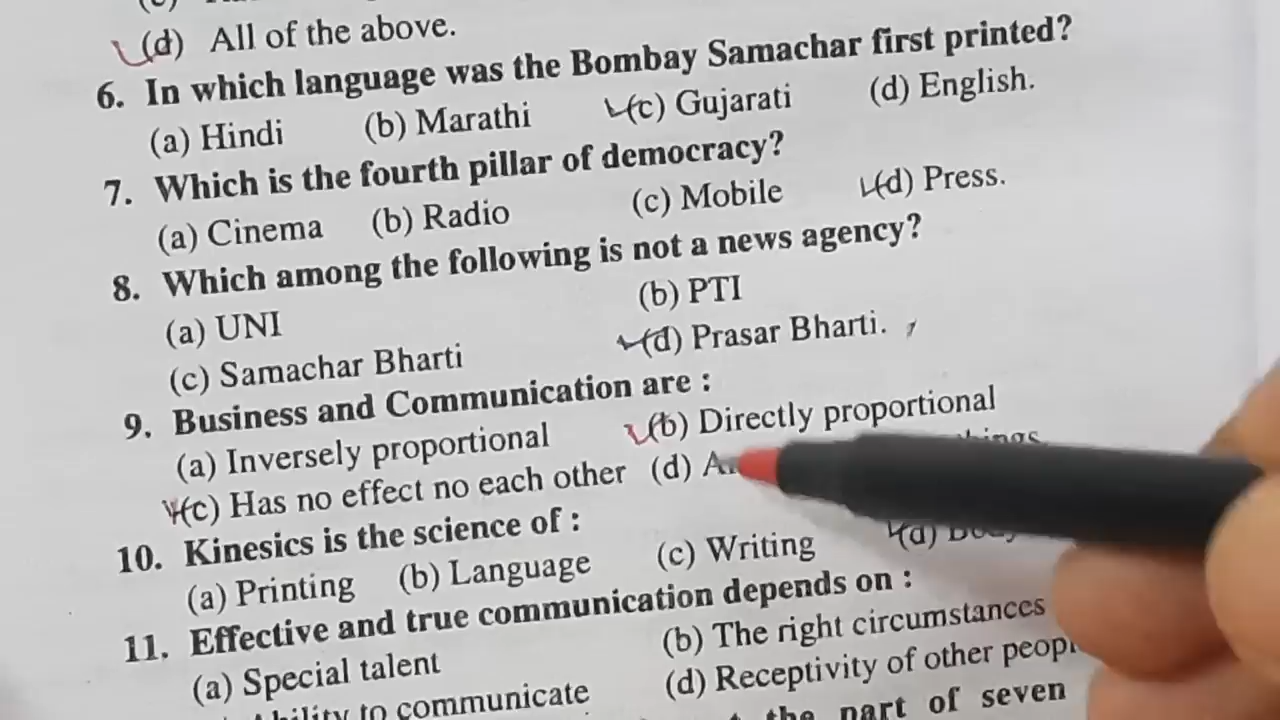 (d) All of the above.
6. In which language was the Bombay Samachar first printed?
(a) Hindi (b) Marathi (c) Gujarati (d) English.
7. Which is the fourth pillar of democracy?
(a) Cinema (b) Radio (c) Mobile (d) Press.
8. Which among the following is not a news agency?
(a) UNI (b) PTI
(c) Samachar Bharti (d) Prasar Bharti.
9. Business and Communication are :
(a) Inversely proportional (b) Directly proportional
(c) Has no effect no each other (d)
10. Kinesics is the science of :
(a) Printing (b) Language (c) Writing (d)
11. Effective and true communication depends on :
(a) Special talent (b) The right circumstances
to communicate (d) Receptivity of other
the part of seven